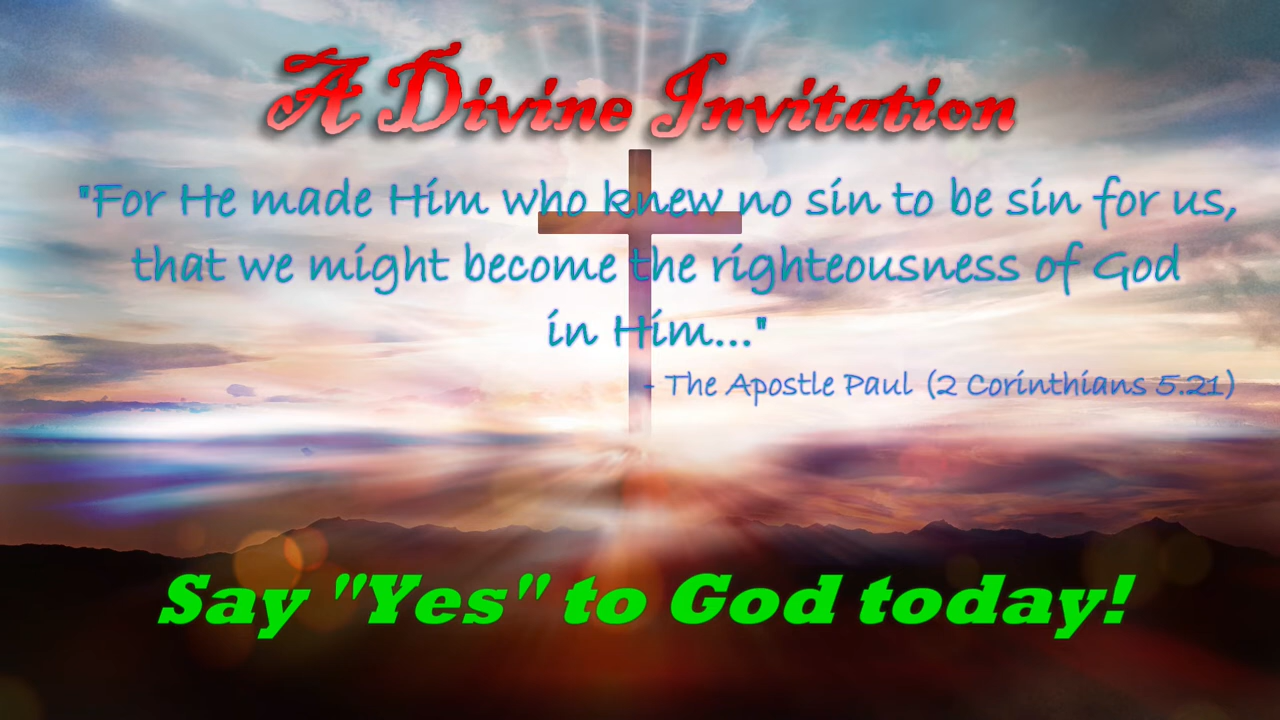 A Divine Invitation
"For He made Him who knew no sin to be sin for us,
that we might become the righteousness of God
in Him..."
- The Apostle Paul (2 Corinthians 5.21)
Say "Yes" to God today!